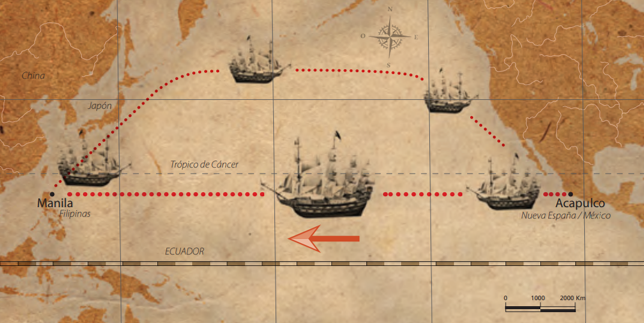 N
O
E
S
China
Japón
Trópico de Cáncer
Manila
Filipinas
Acapulco
Nueva España / México
ECUADOR
0 1000 2000 Km